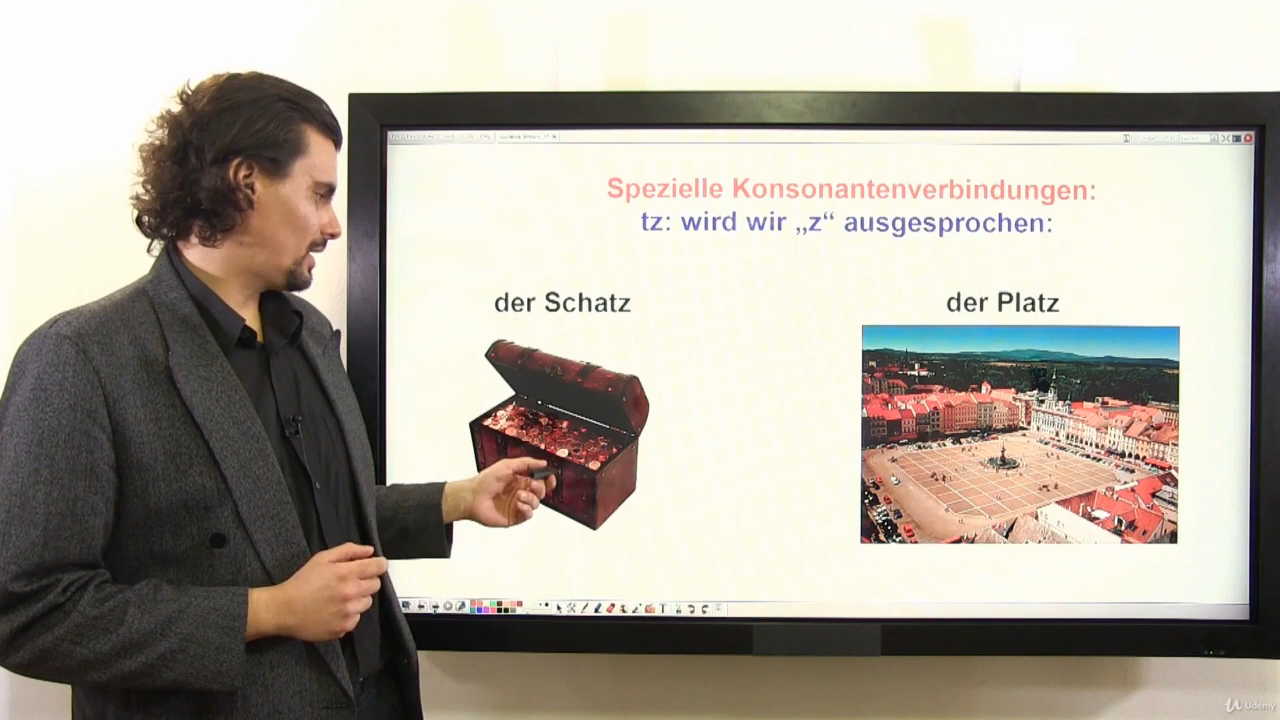 Spezielle Konsonantenverbindungen:
tz: wird wir „z“ ausgesprochen:
der Schatz
der Platz
Udemy